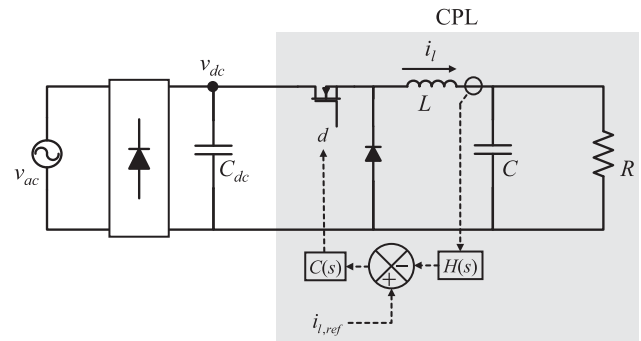 CPL
v_dc
i_l
L
d
v_ac
C_dc
C
R
C(s)
−
+
H(s)
i_l,ref